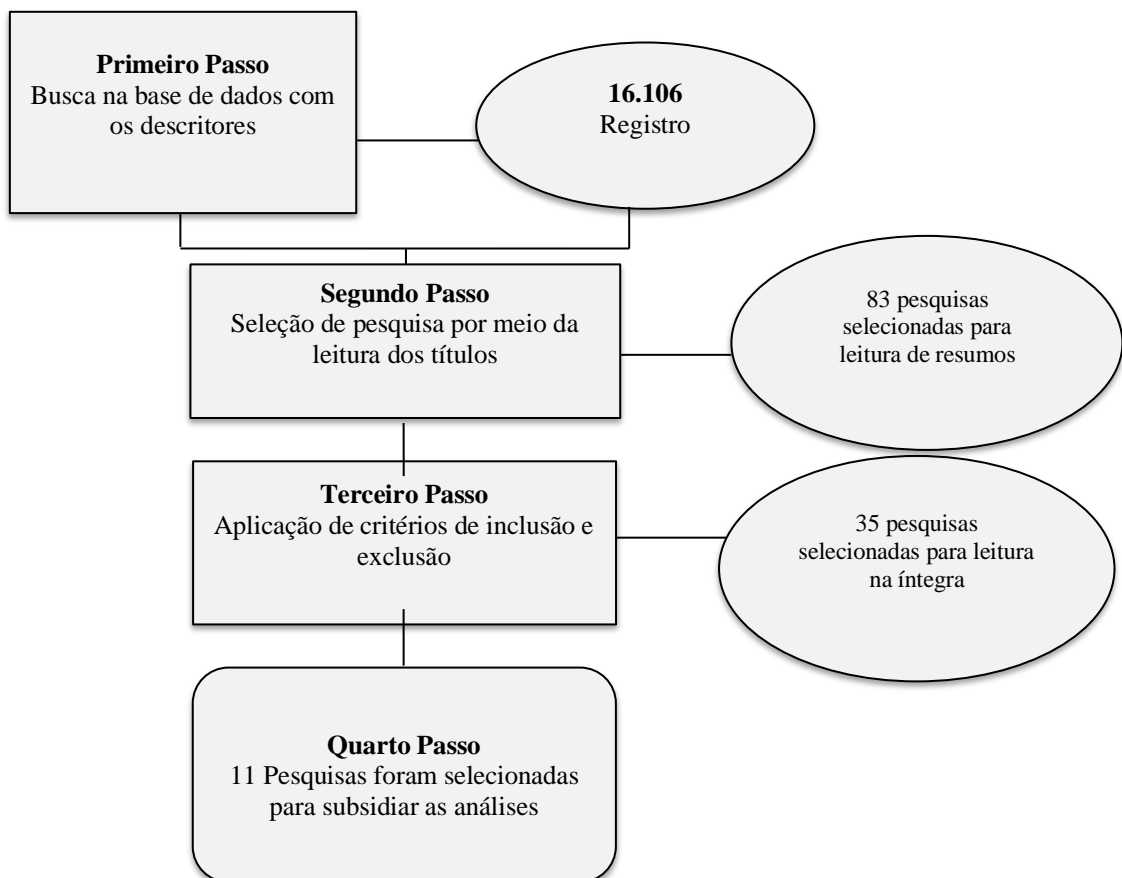 Primeiro Passo
Busca na base de dados com
os descritores
16.106
Registro
Segundo Passo
Seleção de pesquisa por meio da
leitura dos títulos
83 pesquisas
selecionadas para
leitura de resumos
Terceiro Passo
Aplicação de critérios de inclusão e
exclusão
35 pesquisas
selecionadas para leitura
na íntegra
Quarto Passo
11 Pesquisas foram selecionadas
para subsidiar as análises